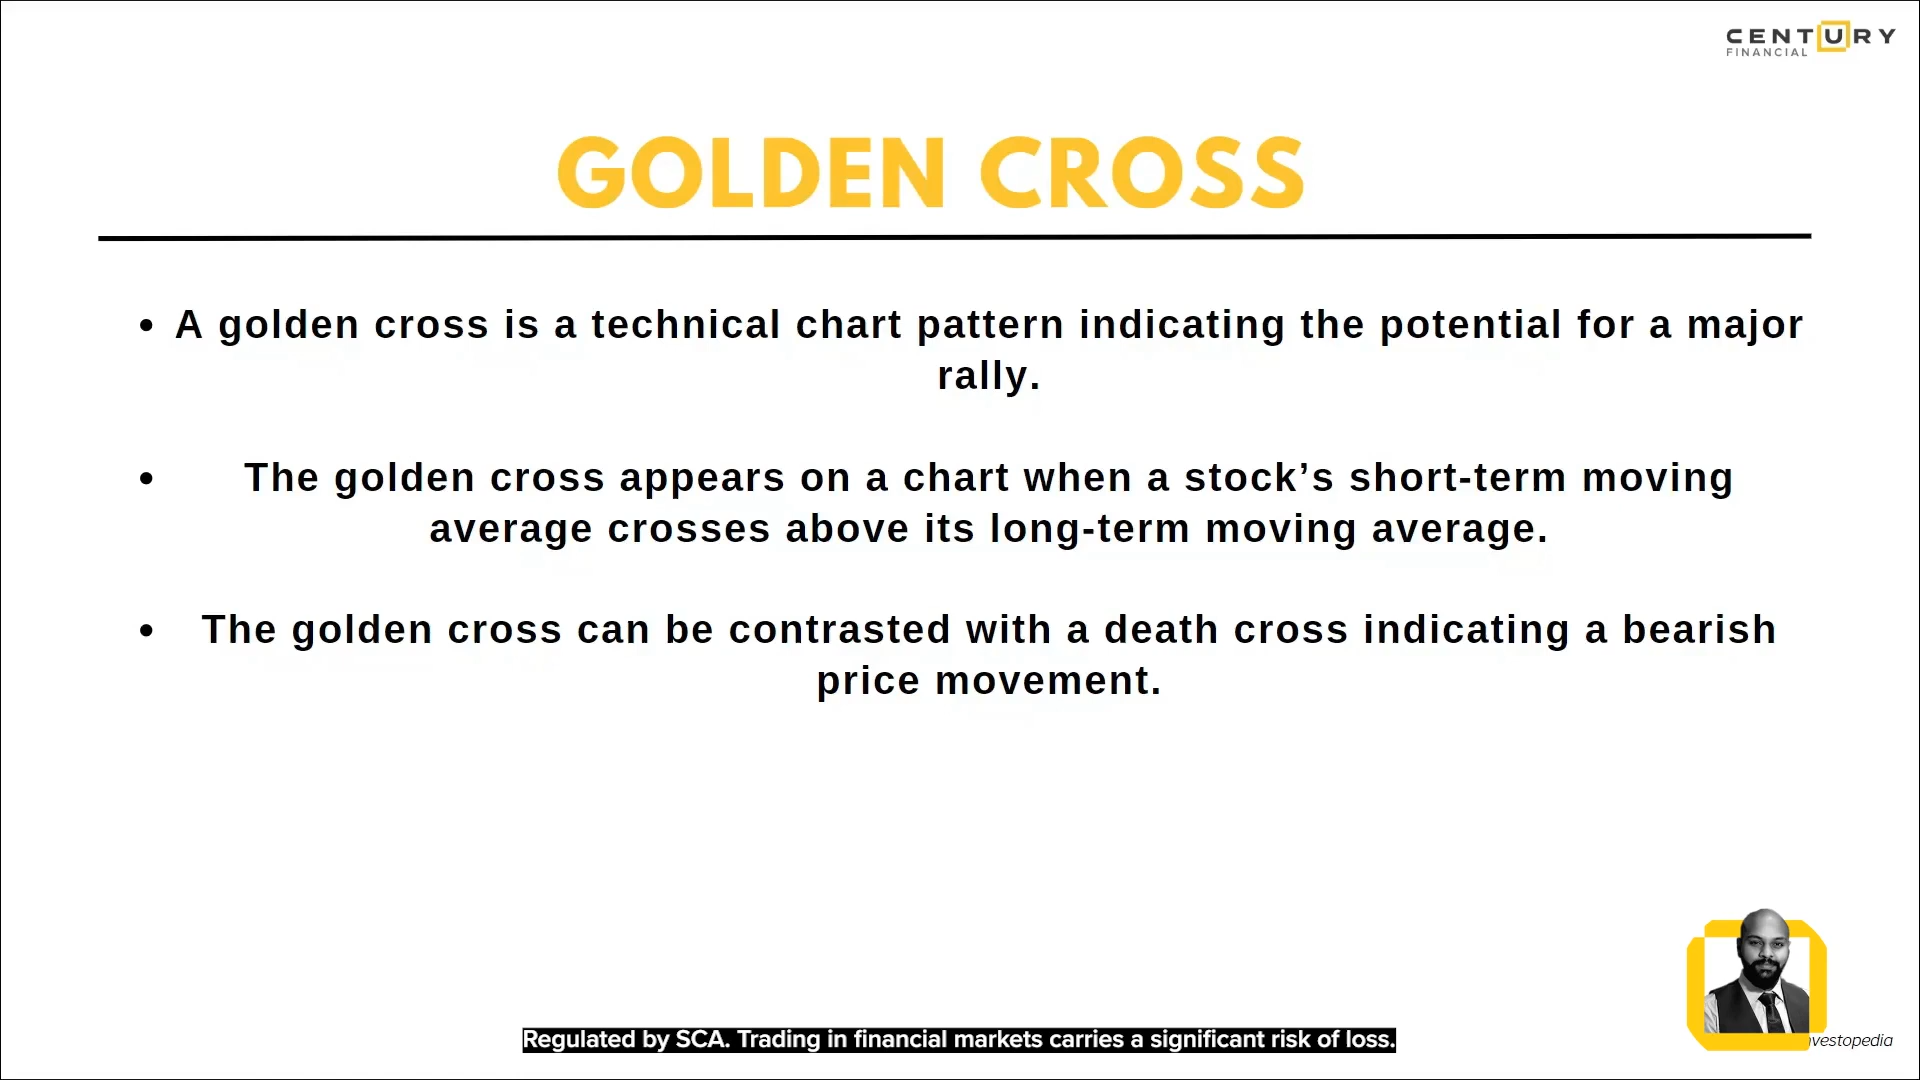 CENTURY
FINANCIAL
GOLDEN CROSS
• A golden cross is a technical chart pattern indicating the potential for a major
rally.
• The golden cross appears on a chart when a stock’s short-term moving
average crosses above its long-term moving average.
• The golden cross can be contrasted with a death cross indicating a bearish
price movement.
Regulated by SCA. Trading in financial markets carries a significant risk of loss.